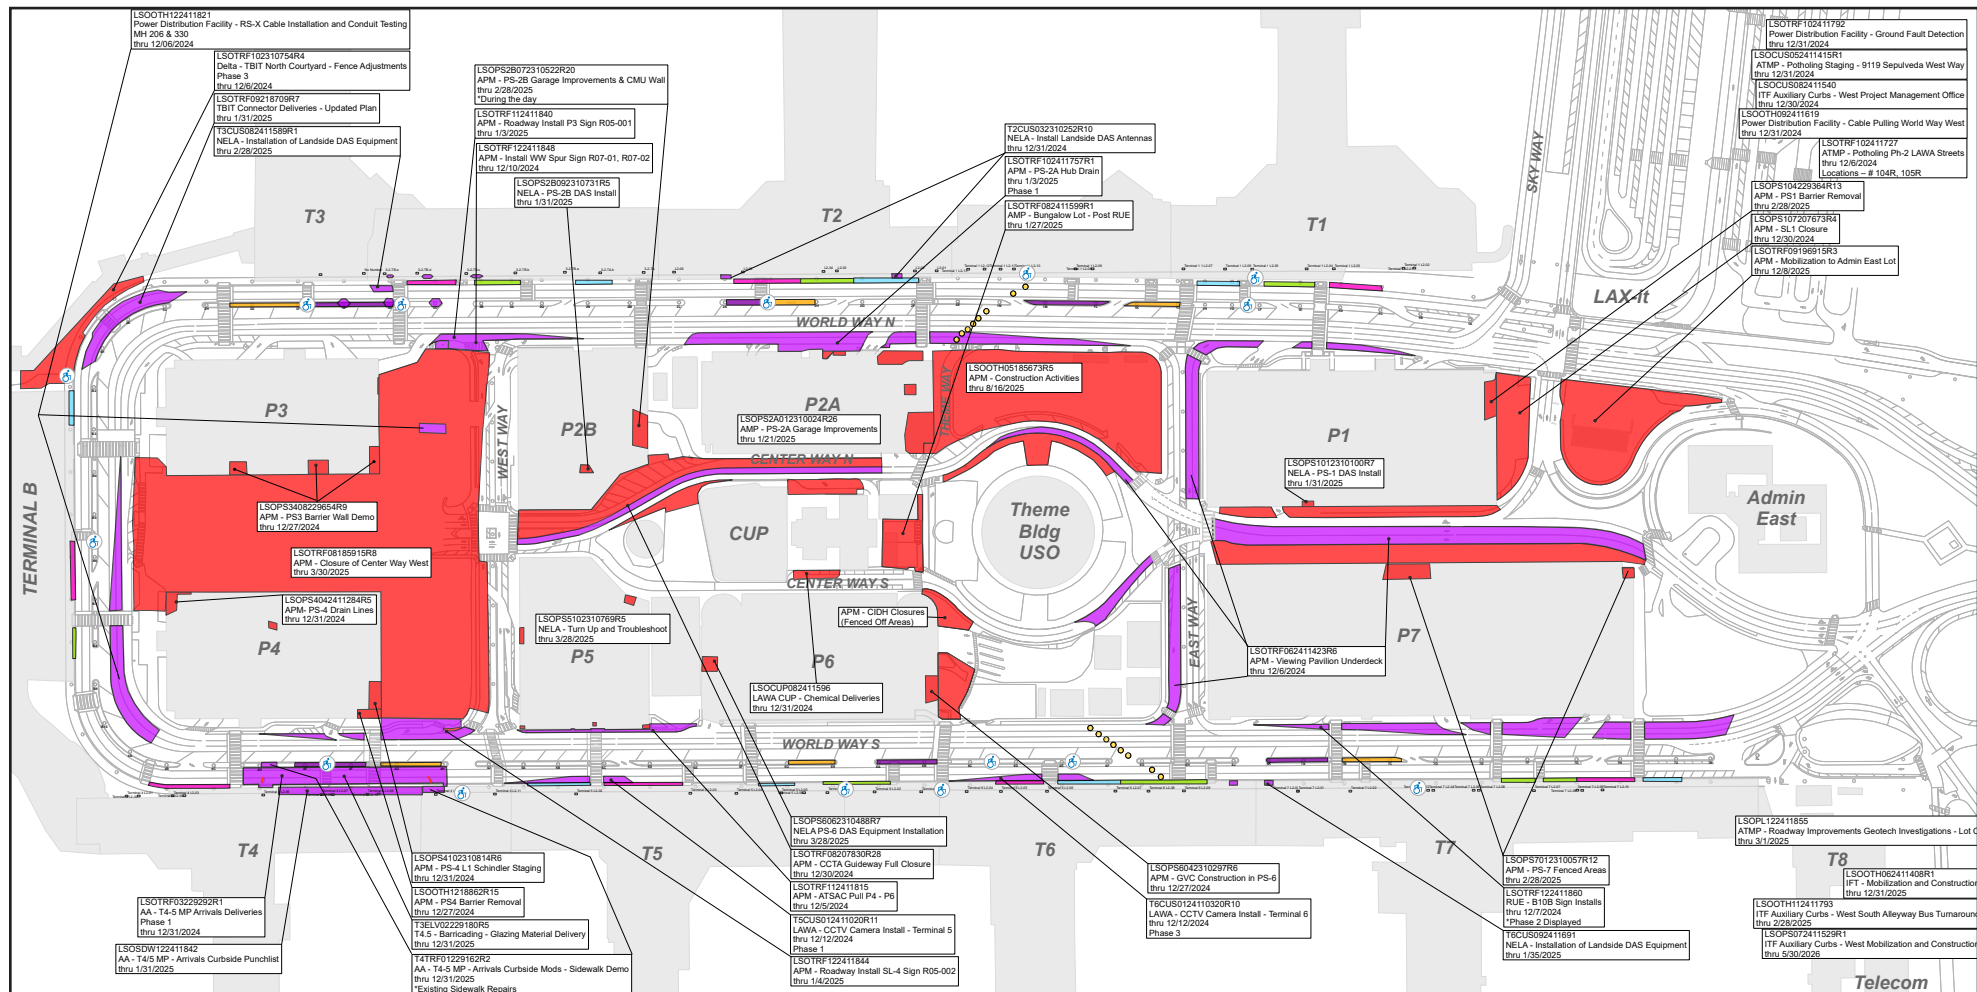 LSOOTH122411821
Power Distribution Facility - RS-X Cable Installation and Conduit Testing
MH 206 & 330
thru 12/06/2024
LSOTRF102310754R4
Delta - TBIT North Courtyard - Fence Adjustments
Phase 3
thru 12/6/2024
LSOTRF09218709R7
TBIT Connector Deliveries - Updated Plan
thru 1/31/2025
T3CUS082411589R1
NELA - Installation of Landside DAS Equipment
thru 2/28/2025
LSOPS2B072310522R20
APM - PS-2B Garage Improvements & CMU Wall
thru 2/28/2025
*During the day
LSOTRF112411840
APM - Roadway Install P3 Sign R05-001
thru 1/3/2025
LSOTRF122411848
APM - Install WW Spur Sign R07-01, R07-02
thru 12/10/2024
LSOPS2B092310731R5
NELA - PS-2B DAS Install
thru 1/31/2025
T2CUS032310252R10
NELA - Install Landside DAS Antennas
thru 12/31/2024
LSOTRF102411757R1
APM - PS-2A Hub Drain
thru 1/3/2025
Phase 1
LSOTRF082411599R1
AMP - Bungalow Lot - Post RUE
thru 1/27/2025
LSOTRF102411792
Power Distribution Facility - Ground Fault Detection
thru 12/31/2024
LSOCUS052411415R1
ATMP - Potholing Staging - 9119 Sepulveda West Way
thru 12/31/2024
LSOCUS082411540
ITF Auxiliary Curbs - West Project Management Office
thru 12/30/2024
LSOOTH092411619
Power Distribution Facility - Cable Pulling World Way West
thru 12/31/2024
LSOTRF102411727
ATMP - Potholing Ph-2 LAWA Streets
thru 12/6/2024
Locations – # 104R, 105R
LSOPS104229364R13
APM - PS1 Barrier Removal
thru 2/28/2025
LSOPS107207673R4
APM - SL1 Closure
thru 12/30/2024
LSOTRF09196915R3
APM - Mobilization to Admin East Lot
thru 12/8/2025
T3
T2
T1
SKY WAY
LAX-it
WORLD WAY N
P3
WEST WAY
P2B
P2A
THEME WAY
LSOOTH05185673R5
APM - Construction Activities
thru 8/16/2025
LSOPS2A012310024R26
AMP - PS-2A Garage Improvements
thru 1/21/2025
CENTER WAY N
P1
LSOPS1012310100R7
NELA - PS-1 DAS Install
thru 1/31/2025
TERMINAL B
LSOPS3408229654R9
APM - PS3 Barrier Wall Demo
thru 12/27/2024
CUP
Theme
Bldg
USO
Admin
East
LSOTRF08185915R8
APM - Closure of Center Way West
thru 3/30/2025
CENTER WAY S
LSOPS4042411284R5
APM- PS-4 Drain Lines
thru 12/31/2024
P4
LSOPS5102310769R5
NELA - Turn Up and Troubleshoot
thru 3/28/2025
P5
APM - CIDH Closures
(Fenced Off Areas)
P6
EAST WAY
P7
LSOTRF062411423R6
APM - Viewing Pavilion Underdeck
thru 12/6/2024
LSOCUP082411596
LAWA CUP - Chemical Deliveries
thru 12/31/2024
WORLD WAY S
T4
T5
T6
T7
T8
LSOPS4102310814R6
APM - PS-4 L1 Schindler Staging
thru 12/31/2024
LSOOTH1218862R15
APM - PS4 Barrier Removal
thru 12/27/2024
T3ELV02229180R5
T4.5 - Barricading - Glazing Material Delivery
thru 12/31/2025
T4TRF01229162R2
AA - T4-5 MP - Arrivals Curbside Mods - Sidewalk Demo
thru 12/31/2025
*Existing Sidewalk Repairs
LSOTRF03229292R1
AA - T4-5 MP Arrivals Deliveries
Phase 1
thru 12/31/2024
LSOSDW122411842
AA - T4/5 MP - Arrivals Curbside Punchlist
thru 1/31/2025
LSOPS6062310488R7
NELA PS-6 DAS Equipment Installation
thru 3/28/2025
LSOTRF08207830R28
APM - CCTA Guideway Full Closure
thru 12/30/2024
LSOTRF112411815
APM - ATSAC Pull P4 - P6
thru 12/5/2024
T5CUS012411020R11
LAWA - CCTV Camera Install - Terminal 5
thru 12/12/2024
Phase 1
LSOTRF122411844
APM - Roadway Install SL-4 Sign R05-002
thru 1/4/2025
LSOPS6042310297R6
APM - GVC Construction in PS-6
thru 12/27/2024
T6CUS0124110320R10
LAWA - CCTV Camera Install - Terminal 6
thru 12/12/2024
Phase 3
LSOPS7012310057R12
APM - PS-7 Fenced Areas
thru 2/28/2025
LSOTRF122411860
RUE - B10B Sign Installs
thru 12/7/2024
*Phase 2 Displayed
T6CUS092411691
NELA - Installation of Landside DAS Equipment
thru 1/35/2025
LSOPL122411855
ATMP - Roadway Improvements Geotech Investigations - Lot
thru 3/1/2025
LSOOTH062411408R1
IFT - Mobilization and Construction
thru 12/31/2025
LSOOTH112411793
ITF Auxiliary Curbs - West South Alleyway Bus Turnaround
thru 2/28/2025
LSOPS072411529R1
ITF Auxiliary Curbs - West Mobilization and Construction
thru 5/30/2026
Telecom